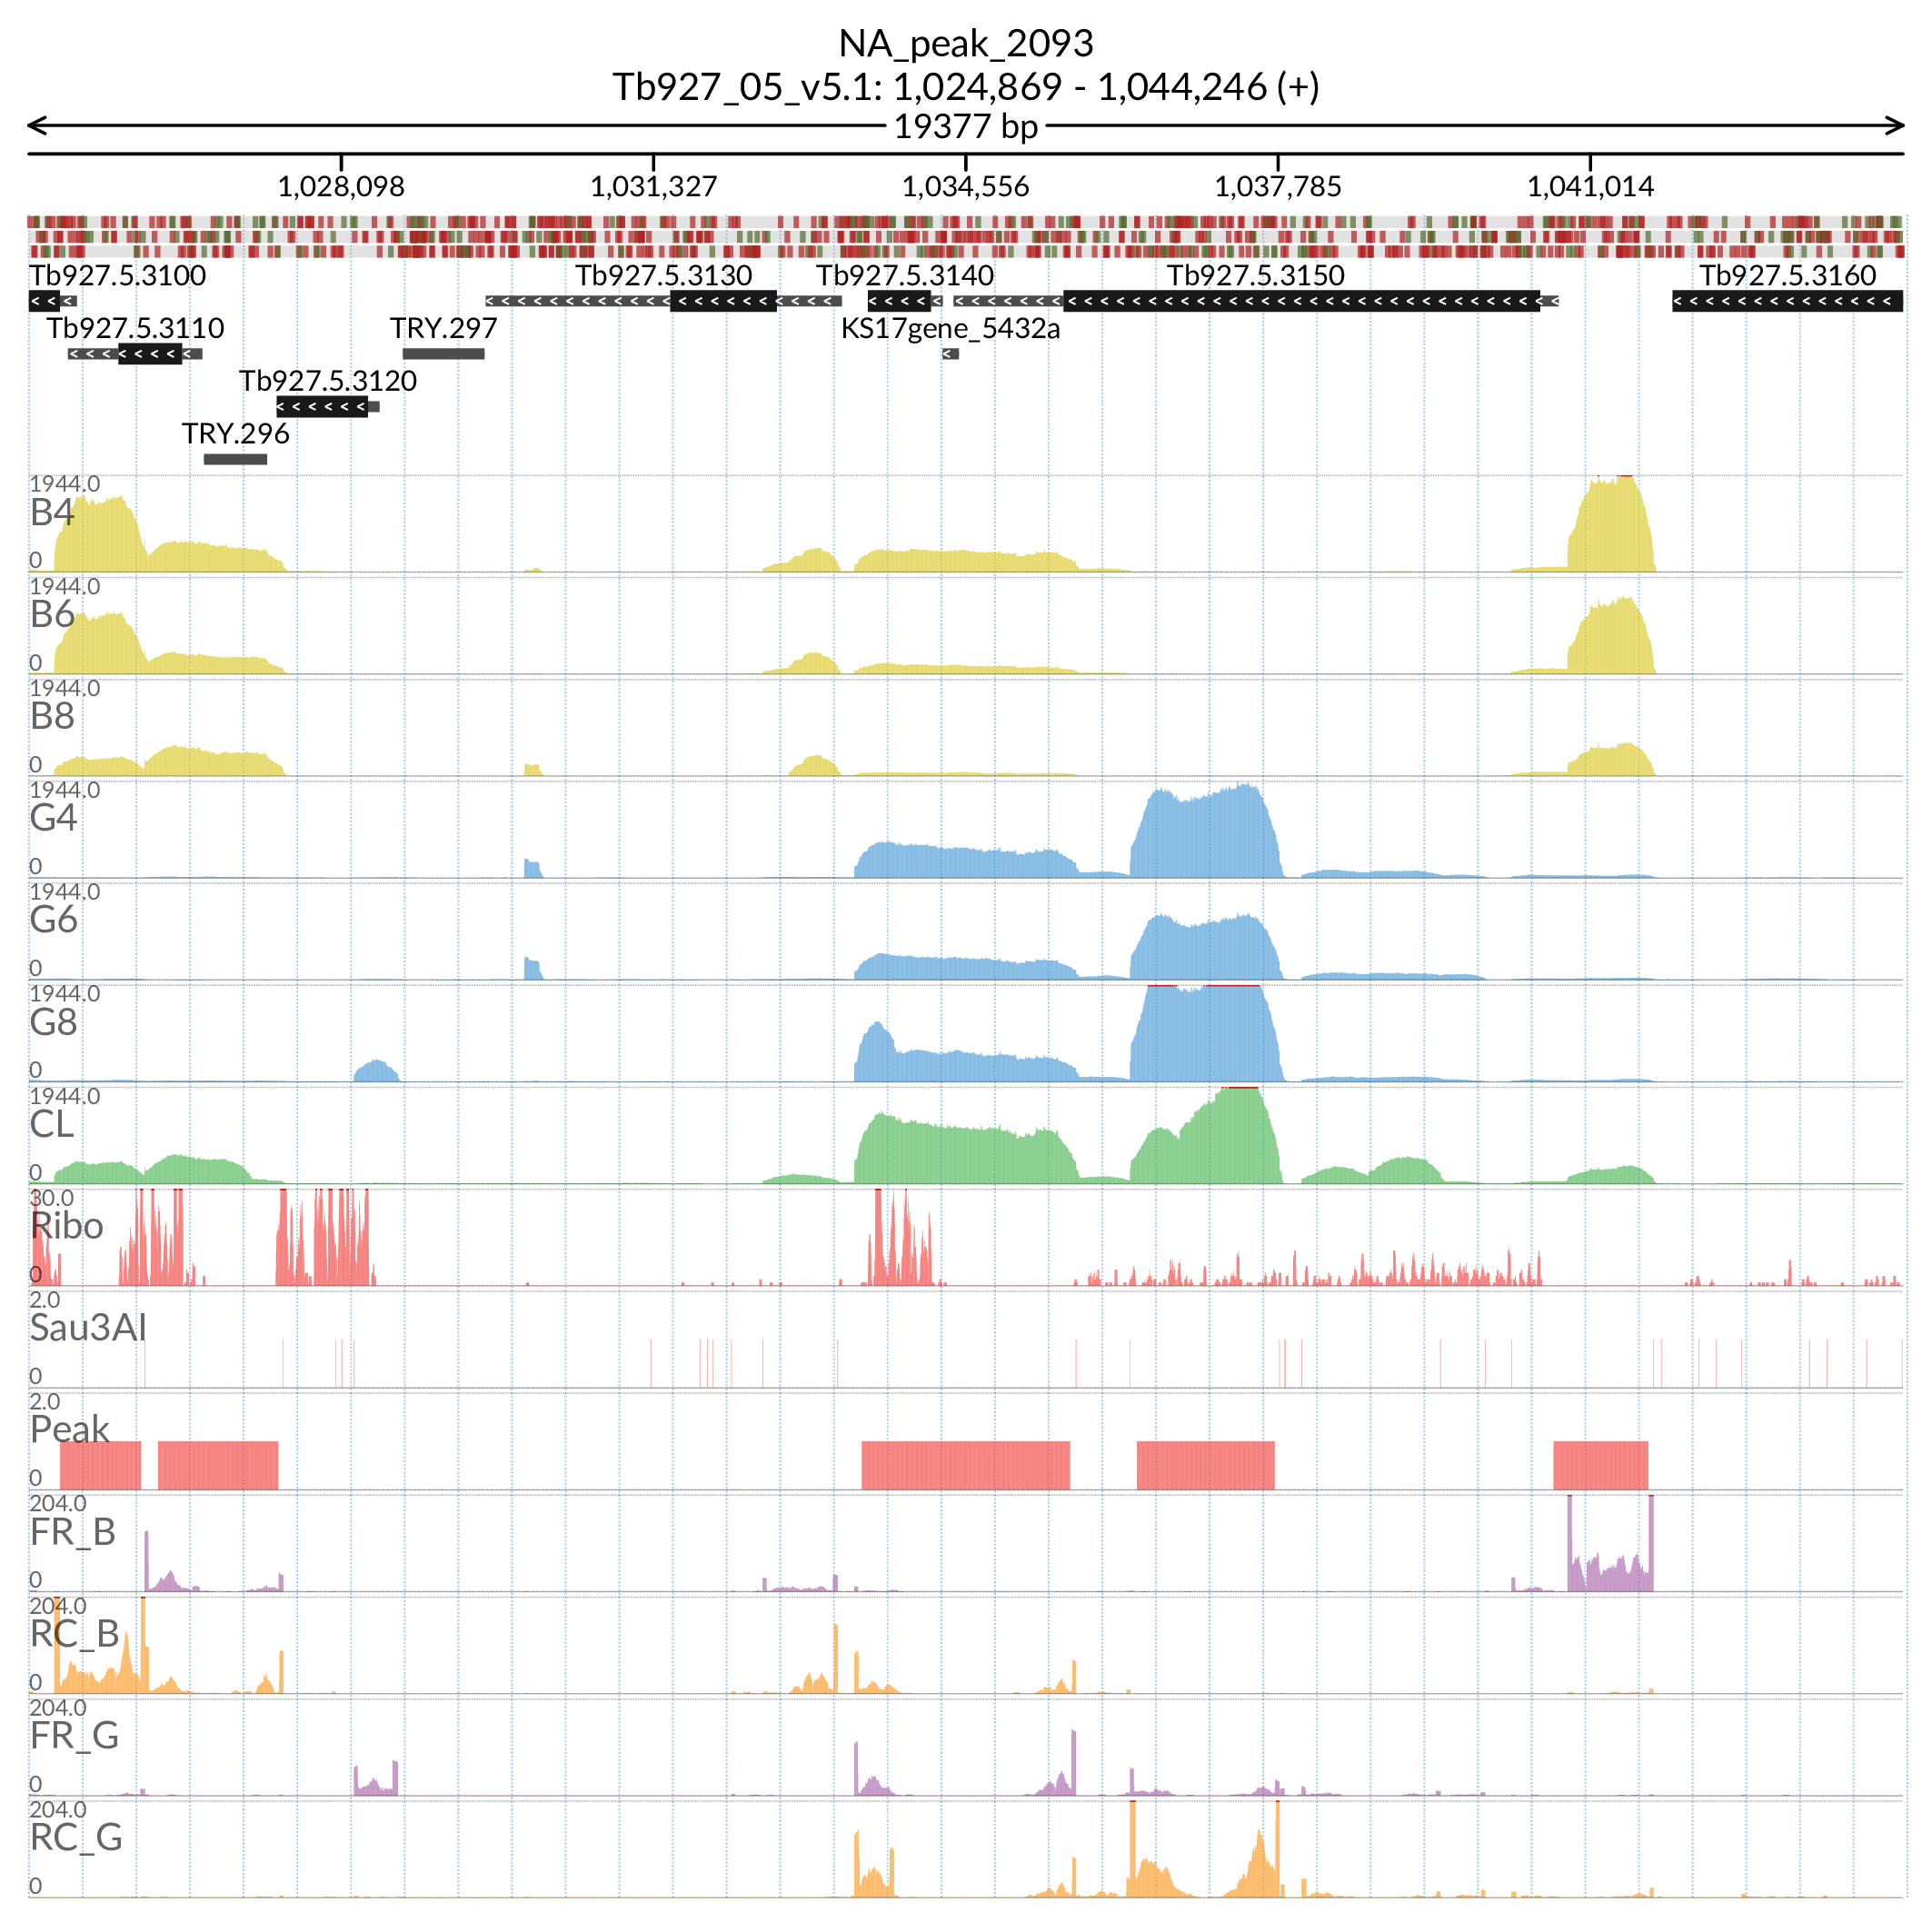 NA_peak_2093
Tb927_05_v5.1: 1,024,869 - 1,044,246 (+)
19377 bp
1,028,098 1,031,327 1,034,556 1,037,785 1,041,014
Tb927.5.3100 Tb927.5.3130 Tb927.5.3140 Tb927.5.3150 Tb927.5.3160
Tb927.5.3110 TRY.297 KS17gene_5432a
Tb927.5.3120
TRY.296
1944.0
B4
0
1944.0
B6
0
1944.0
B8
0
1944.0
G4
0
1944.0
G6
0
1944.0
G8
0
1944.0
CL
0
30.0
Ribo
0
2.0
Sau3AI
0
2.0
Peak
0
204.0
FR_B
0
204.0
RC_B
0
204.0
FR_G
0
204.0
RC_G
0